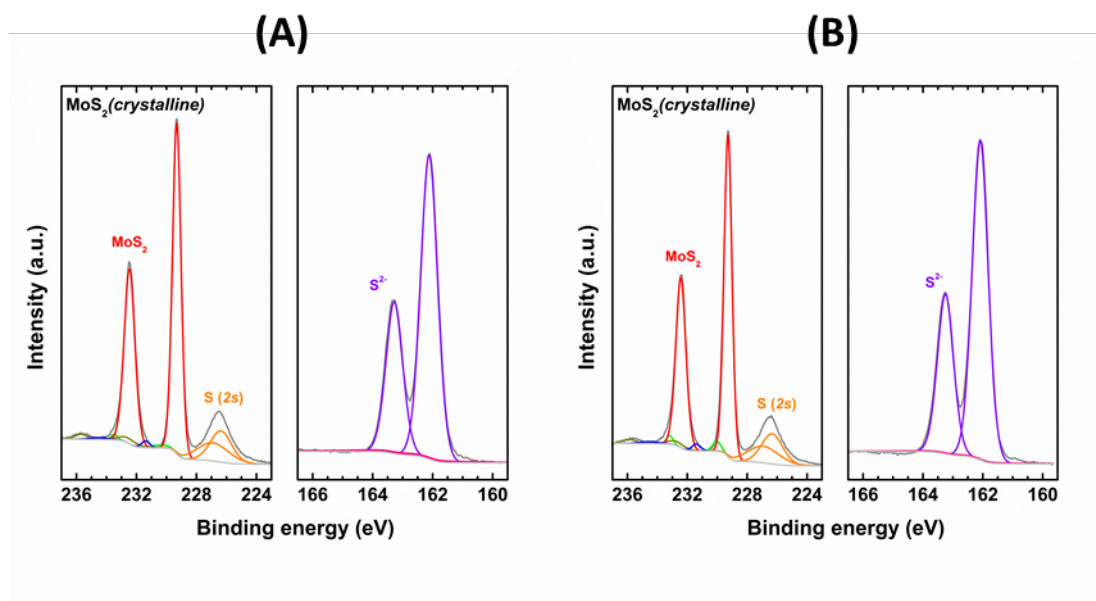 (A)
(B)
MoS2(crystalline)
MoS2
S (2s)
S2-
Intensity (a.u.)
236 232 228 224
166 164 162 160
Binding energy (eV)
MoS2(crystalline)
MoS2
S (2s)
S2-
Intensity (a.u.)
236 232 228 224
166 164 162 160
Binding energy (eV)